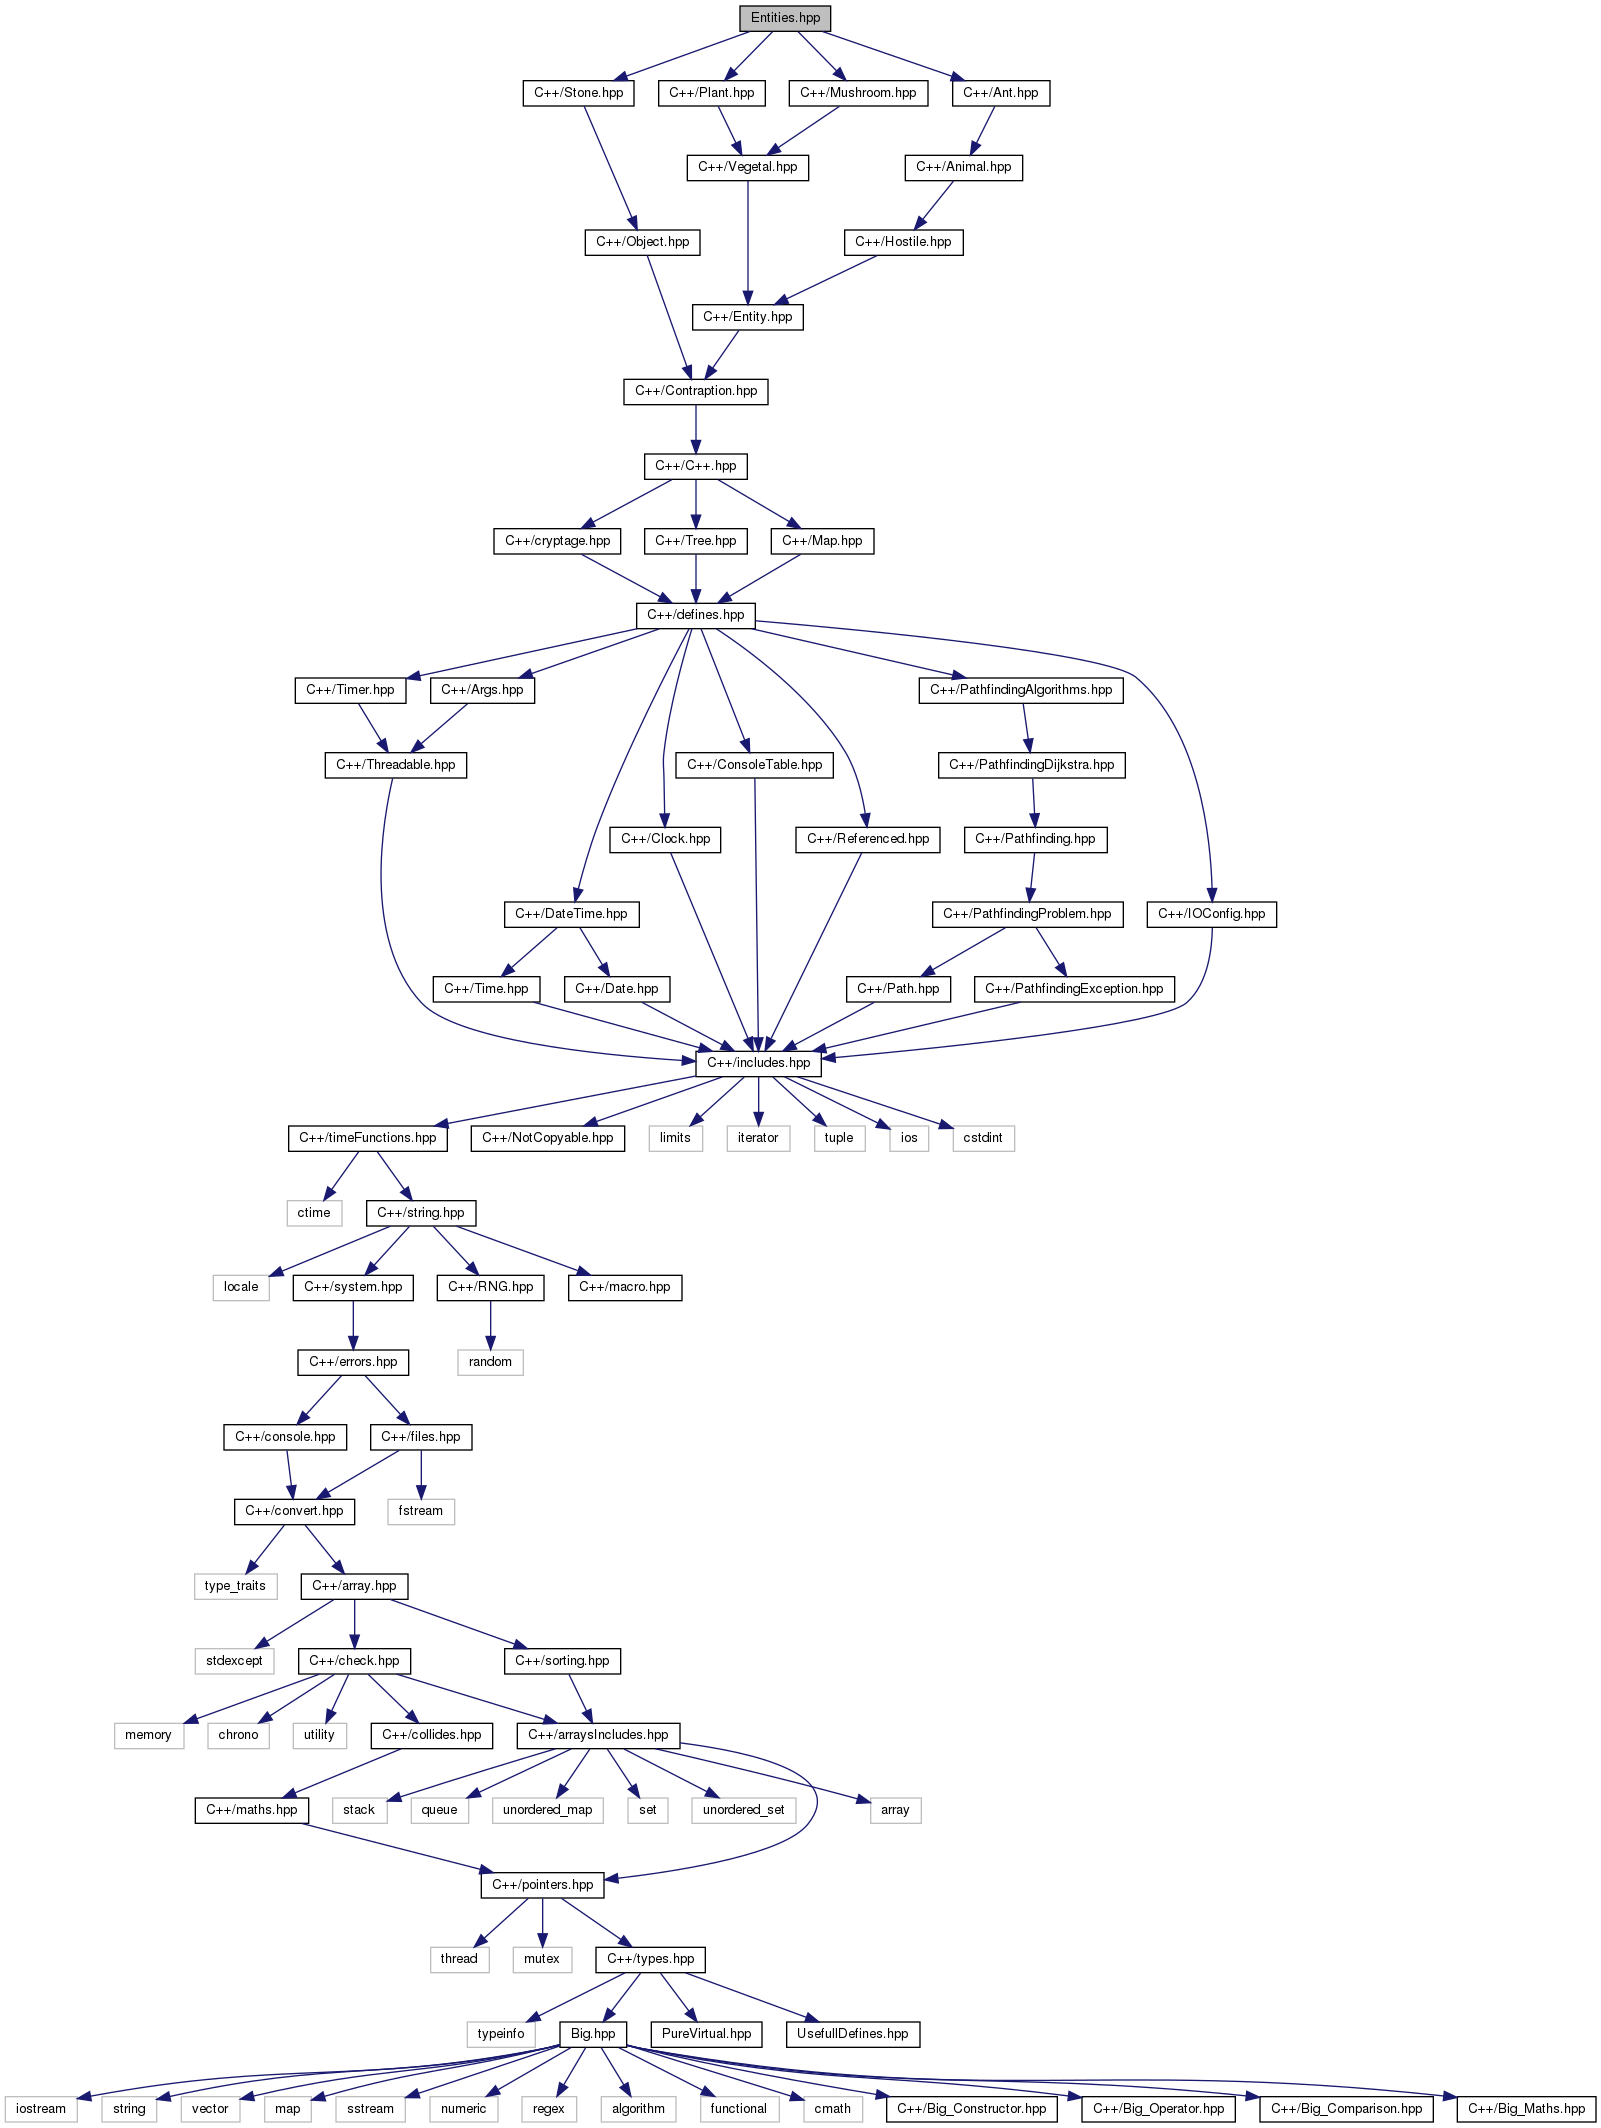 Entities.hpp
C++/Stone.hpp
C++/Plant.hpp
C++/Mushroom.hpp
C++/Ant.hpp
C++/Vegetal.hpp
C++/Animal.hpp
C++/Object.hpp
C++/Hostile.hpp
C++/Entity.hpp
C++/Contraption.hpp
C++/C++.hpp
C++/cryptage.hpp
C++/Tree.hpp
C++/Map.hpp
C++/defines.hpp
C++/Timer.hpp
C++/Args.hpp
C++/PathfindingAlgorithms.hpp
C++/Threadable.hpp
C++/ConsoleTable.hpp
C++/PathfindingDijkstra.hpp
C++/Clock.hpp
C++/Referenced.hpp
C++/Pathfinding.hpp
C++/DateTime.hpp
C++/PathfindingProblem.hpp
C++/IOConfig.hpp
C++/Time.hpp
C++/Date.hpp
C++/Path.hpp
C++/PathfindingException.hpp
C++/includes.hpp
C++/timeFunctions.hpp
C++/NotCopyable.hpp
limits
iterator
tuple
ios
cstdint
ctime
C++/string.hpp
locale
C++/system.hpp
C++/RNG.hpp
C++/macro.hpp
C++/errors.hpp
random
C++/console.hpp
C++/files.hpp
C++/convert.hpp
fstream
type_traits
C++/array.hpp
stdexcept
C++/check.hpp
C++/sorting.hpp
memory
chrono
utility
C++/collides.hpp
C++/arraysIncludes.hpp
C++/maths.hpp
stack
queue
unordered_map
set
unordered_set
array
C++/pointers.hpp
thread
mutex
C++/types.hpp
typeinfo
Big.hpp
PureVirtual.hpp
UsefullDefines.hpp
iostream
string
vector
map
sstream
numeric
regex
algorithm
functional
cmath
C++/Big_Constructor.hpp
C++/Big_Operator.hpp
C++/Big_Comparison.hpp
C++/Big_Maths.hpp